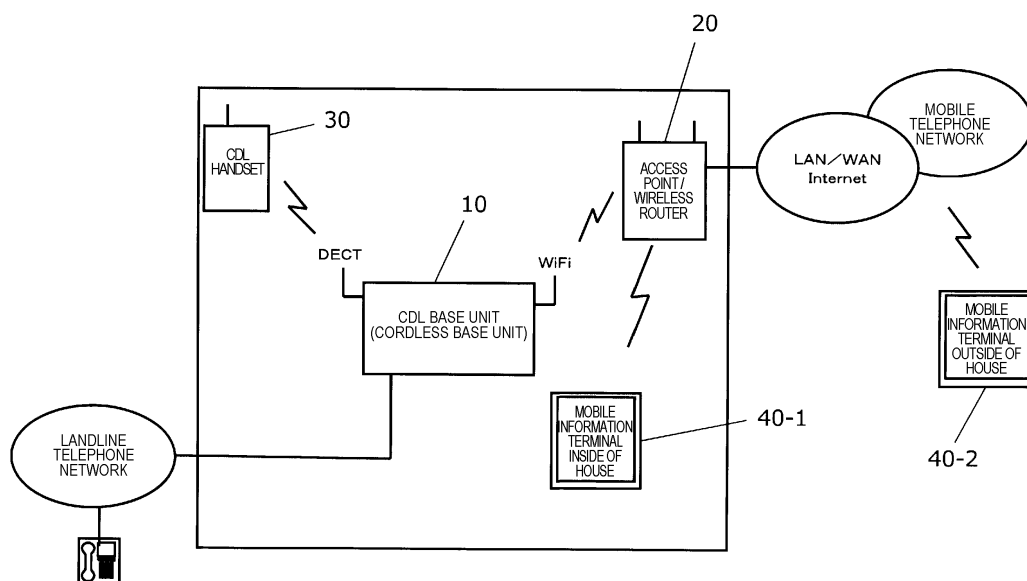 20
30
CDL
HANDSET
ACCESS
POINT/
WIRELESS
ROUTER
MOBILE
TELEPHONE
NETWORK
LAN/WAN
Internet
10
DECT
WiFi
CDL BASE UNIT
(CORDLESS BASE UNIT)
MOBILE
INFORMATION
TERMINAL
OUTSIDE OF
HOUSE
40-2
MOBILE
INFORMATION
TERMINAL
INSIDE OF
HOUSE
40-1
LANDLINE
TELEPHONE
NETWORK